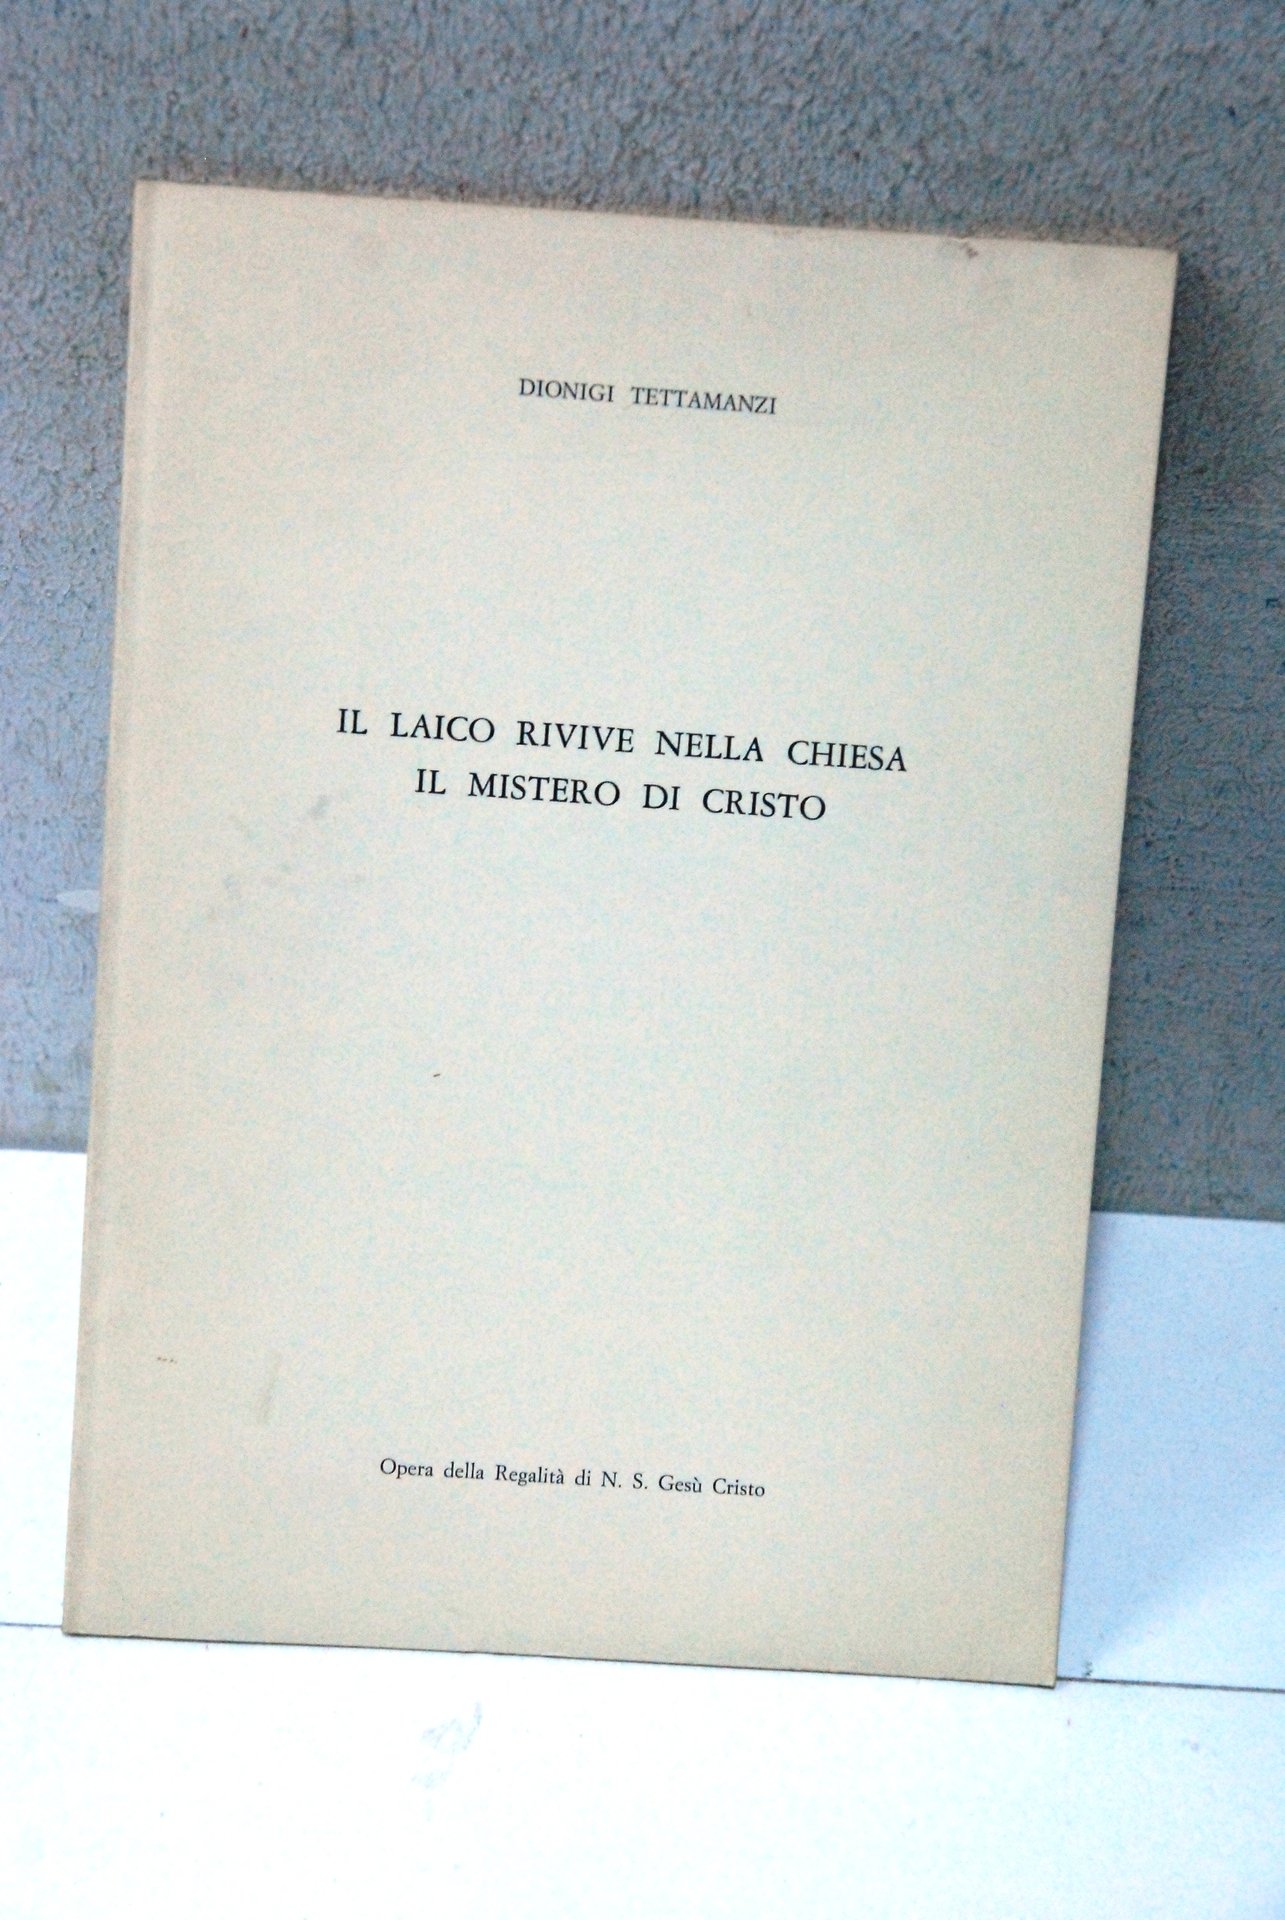 DIONIGI TETTAMANZI
IL LAICO RIVIVE NELLA CHIESA
IL MISTERO DI CRISTO
Opera della Regalità di N. S. Gesù Cristo